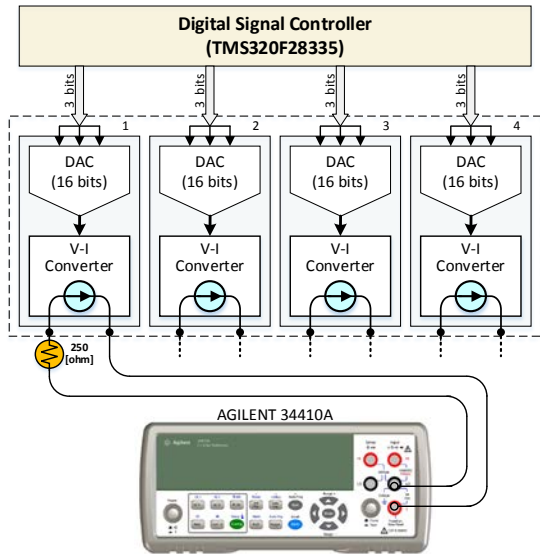 Digital Signal Controller
(TMS320F28335)
3 bits
3 bits
3 bits
3 bits
1
2
3
4
DAC
(16 bits)
DAC
(16 bits)
DAC
(16 bits)
DAC
(16 bits)
V-I
Converter
V-I
Converter
V-I
Converter
V-I
Converter
250
[ohm]
AGILENT 34410A
Agilent